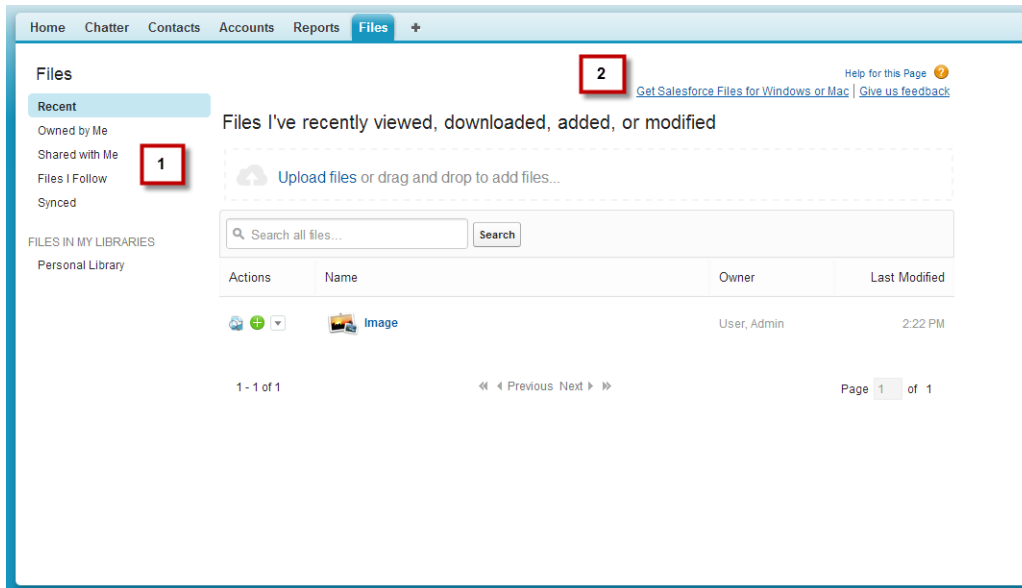 Home Chatter Contacts Accounts Reports Files +
Files
2
Help for this Page ?
Get Salesforce Files for Windows or Mac | Give us feedback
Recent
Owned by Me
Shared with Me
1
Files I Follow
Synced
FILES IN MY LIBRARIES
Personal Library
Files I've recently viewed, downloaded, added, or modified
Upload files or drag and drop to add files...
Search all files... Search
Actions Name Owner Last Modified
Image User, Admin 2:22 PM
1 - 1 of 1 Previous Next Page 1 of 1